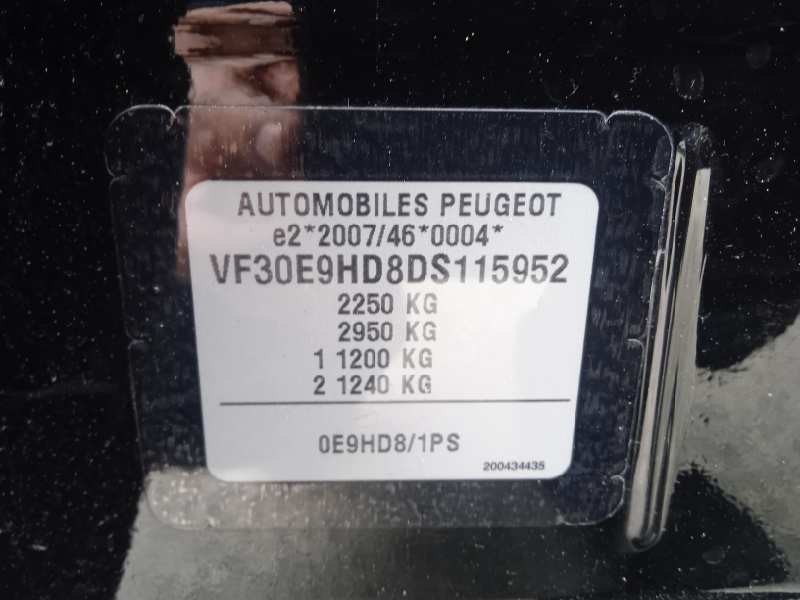 AUTOMOBILES PEUGEOT
e2*2007/46*0004*
VF30E9HD8DS115952
2250 KG
2950 KG
1 1200 KG
2 1240 KG
0E9HD8/1PS
200434435